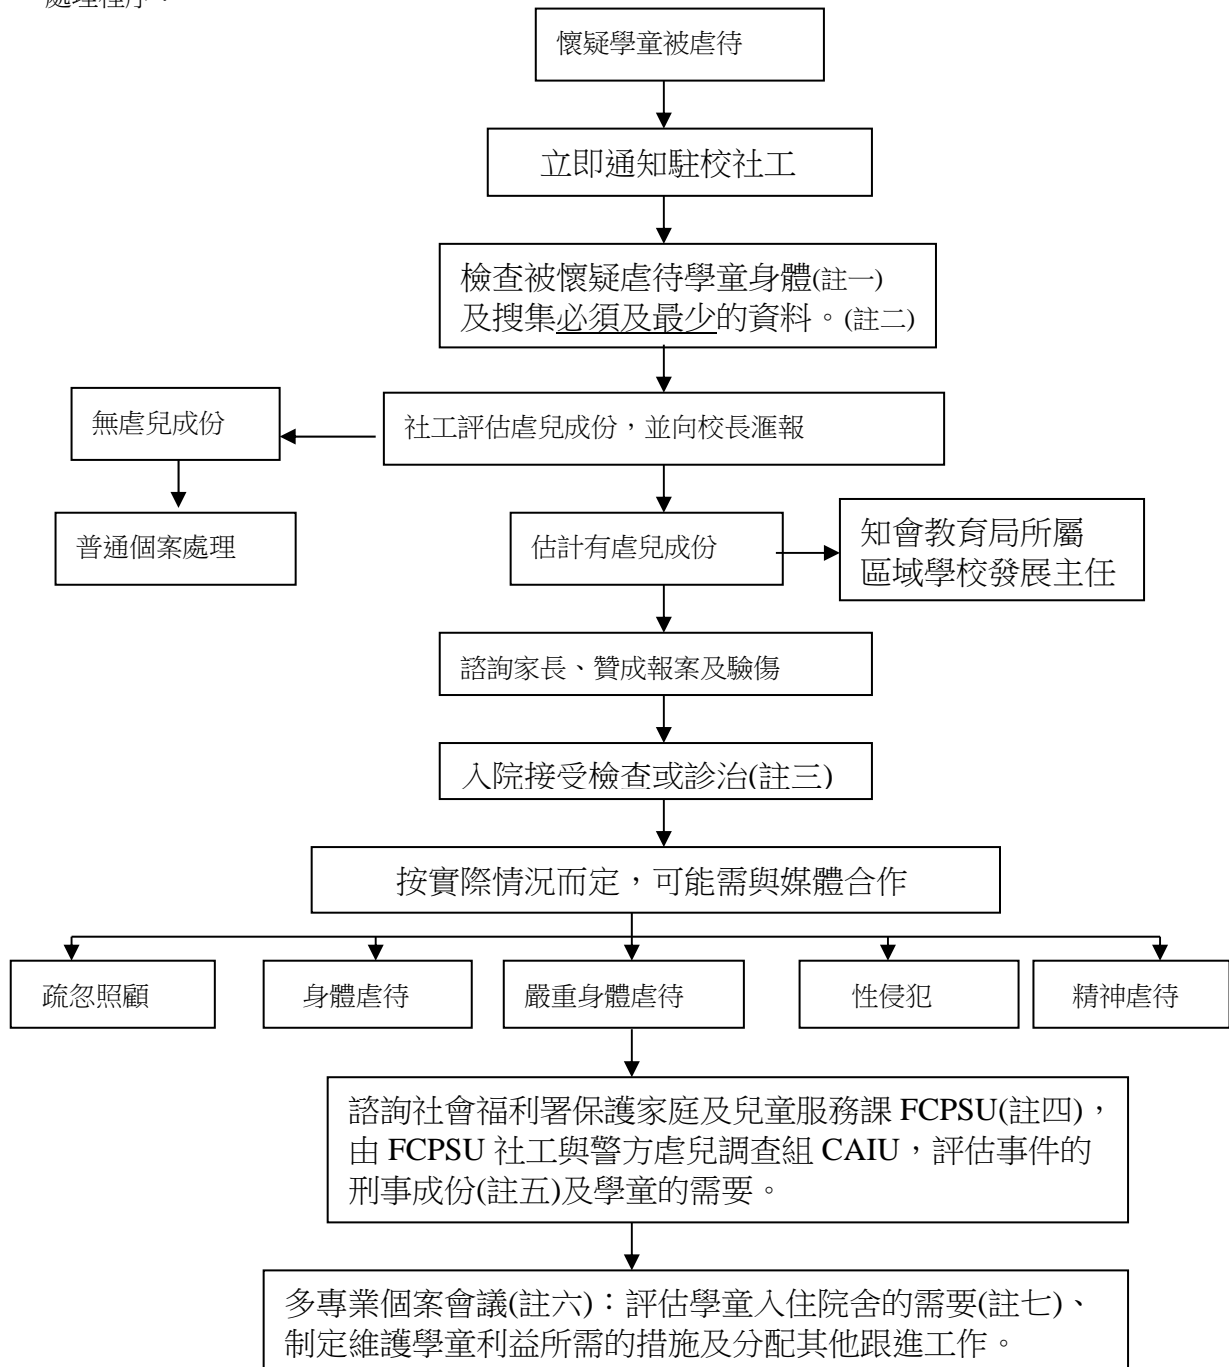 處理程序：
懷疑學童被虐待
立即通知駐校社工
檢查被懷疑虐待學童身體(註一)
及搜集必須及最少的資料。(註二)
無虐兒成份
社工評估虐兒成份，並向校長滙報
普通個案處理
估計有虐兒成份
知會教育局所屬
區域學校發展主任
諮詢家長、贊成報案及驗傷
入院接受檢查或診治(註三)
按實際情況而定，可能需與媒體合作
疏忽照顧
身體虐待
嚴重身體虐待
性侵犯
精神虐待
諮詢社會福利署保護家庭及兒童服務課 FCPSU(註四)，
由 FCPSU 社工與警方虐兒調查組 CAIU，評估事件的
刑事成份(註五)及學童的需要。
多專業個案會議(註六)：評估學童入住院舍的需要(註七)、
制定維護學童利益所需的措施及分配其他跟進工作。